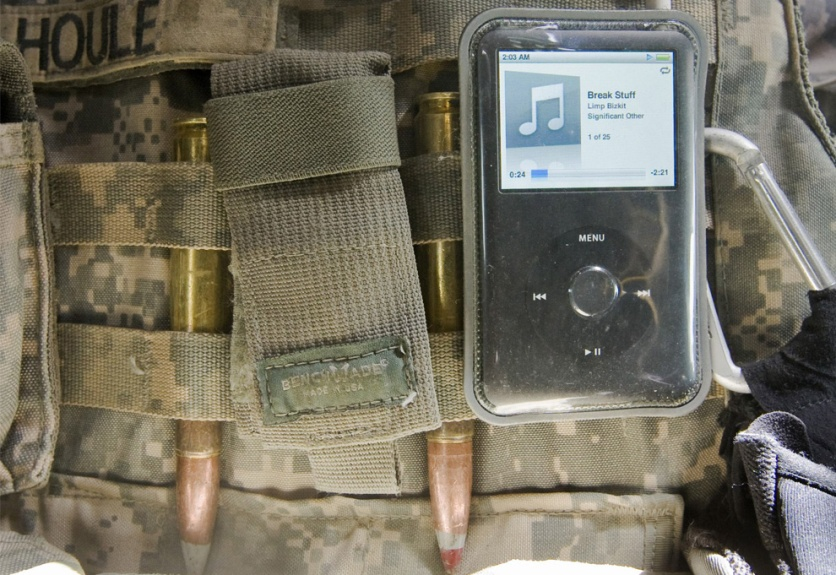 HOULE
2:03 AM
Break Stuff
Limp Bizkit
Significant Other
1 of 25
0:24
-2:21
MENU
BENCHMADE
MADE IN USA